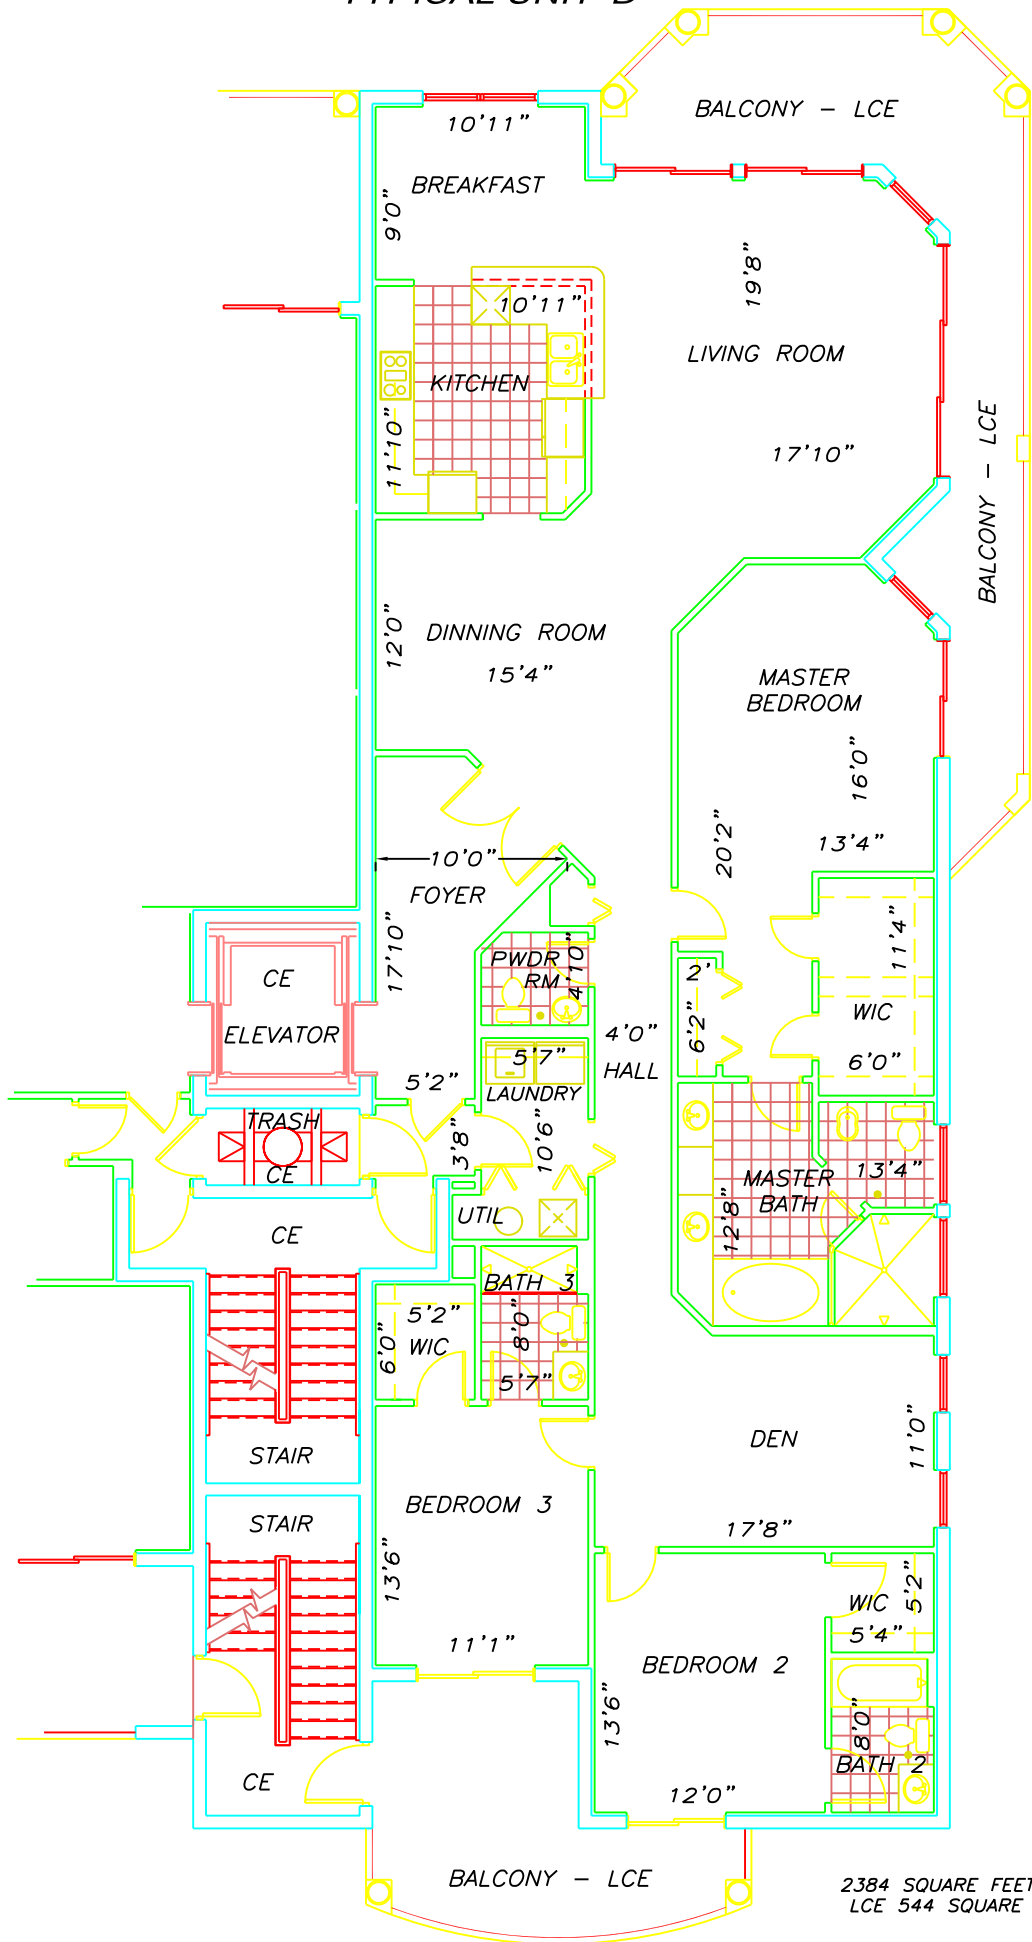 TYPICAL UNIT "B"
BALCONY - LCE
10'11"
BREAKFAST
9'0"
19'8"
10'11"
LIVING ROOM
KITCHEN
11'10"
17'10"
BALCONY - LCE
DINNING ROOM
12'0"
15'4"
MASTER
BEDROOM
16'0"
20'2"
13'4"
10'0"
FOYER
17'10"
11'4"
PWDR
RM
4'10"
CE
2'
6'2"
WIC
ELEVATOR
4'0"
HALL
5'7"
6'0"
5'2"
LAUNDRY
TRASH
3'8"
10'6"
CE
13'4"
MASTER
BATH
12'8"
UTIL
CE
BATH 3
5'2"
WIC
6'0"
8'0"
5'7"
DEN
11'0"
STAIR
BEDROOM 3
STAIR
17'8"
13'6"
WIC
5'2"
5'4"
11'1"
BEDROOM 2
13'6"
8'0"
BATH 2
CE
12'0"
BALCONY - LCE
2384 SQUARE FEET
LCE 544 SQUARE